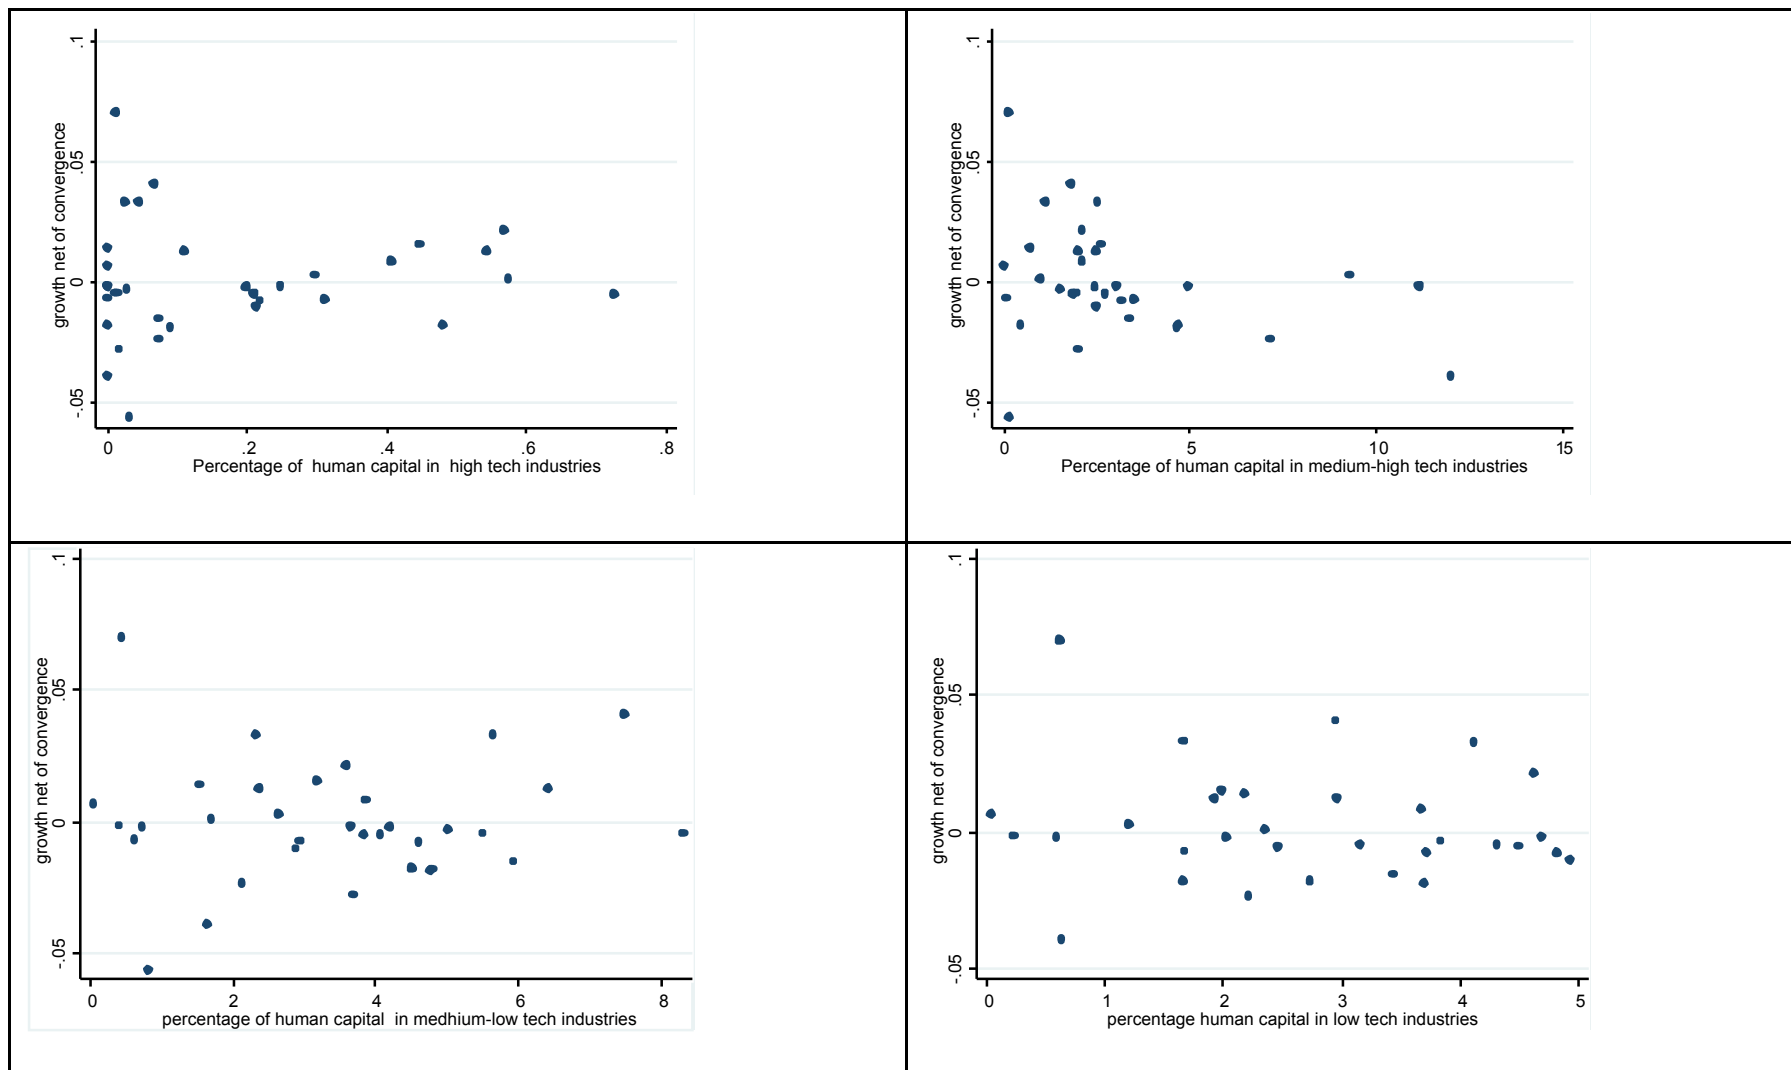 .1
.05
0
-.05
growth net of convergence
0 .2 .4 .6 .8
Percentage of human capital in high tech industries
.1
.05
0
-.05
growth net of convergence
0 5 10 15
Percentage of human capital in medium-high tech industries
.1
.05
0
-.05
growth net of convergence
0 2 4 6 8
percentage of human capital in medhium-low tech industries
.1
.05
0
-.05
growth net of convergence
0 1 2 3 4 5
percentage human capital in low tech industries